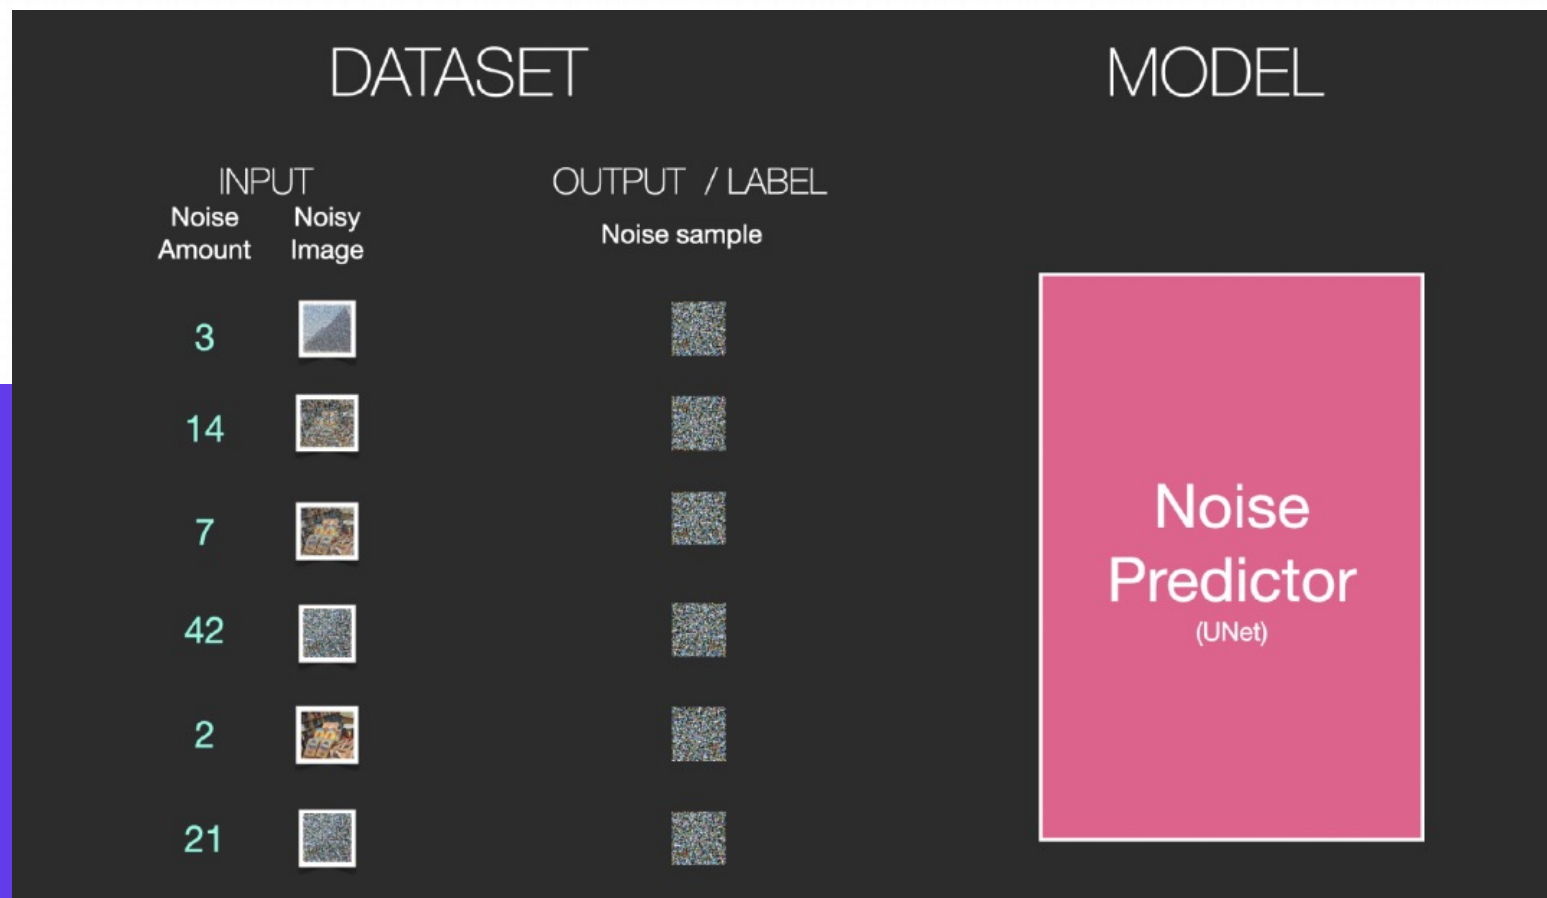 DATASET
MODEL
INPUT
OUTPUT / LABEL
Noise
Amount
Noisy
Image
Noise sample
3
14
7
42
2
21
Noise
Predictor
(UNet)